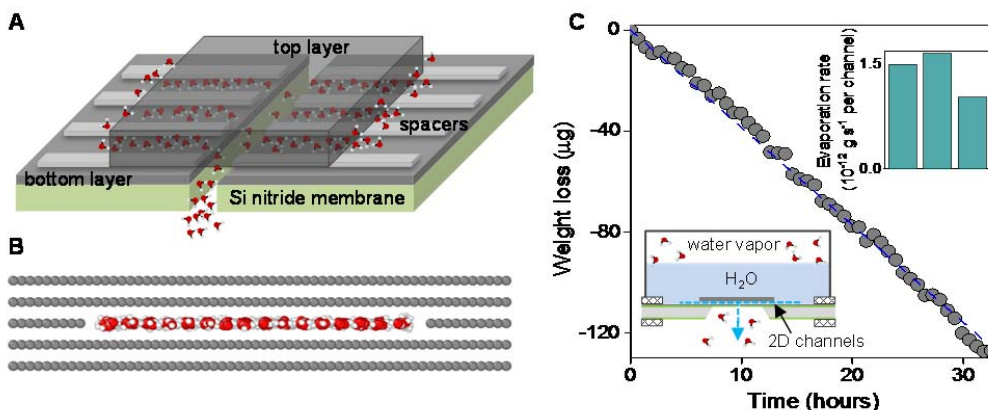 A
top layer
spacers
bottom layer
Si nitride membrane
B
C
0
-40
-80
-120
Weight loss (μg)
0
10
20
30
Time (hours)
1.5
0.0
Evaporation rate
(10⁻¹² g s⁻¹ per channel)
water vapor
H₂O
2D channels